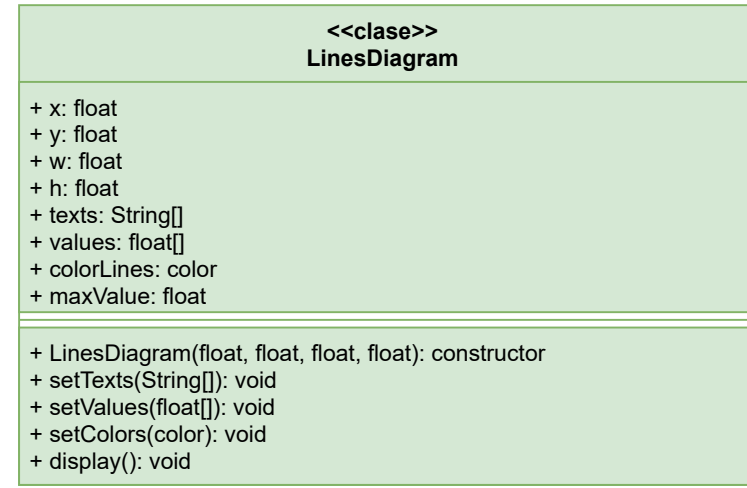 <<clase>>
LinesDiagram
+ x: float
+ y: float
+ w: float
+ h: float
+ texts: String[]
+ values: float[]
+ colorLines: color
+ maxValue: float
+ LinesDiagram(float, float, float, float): constructor
+ setTexts(String[]): void
+ setValues(float[]): void
+ setColors(color): void
+ display(): void